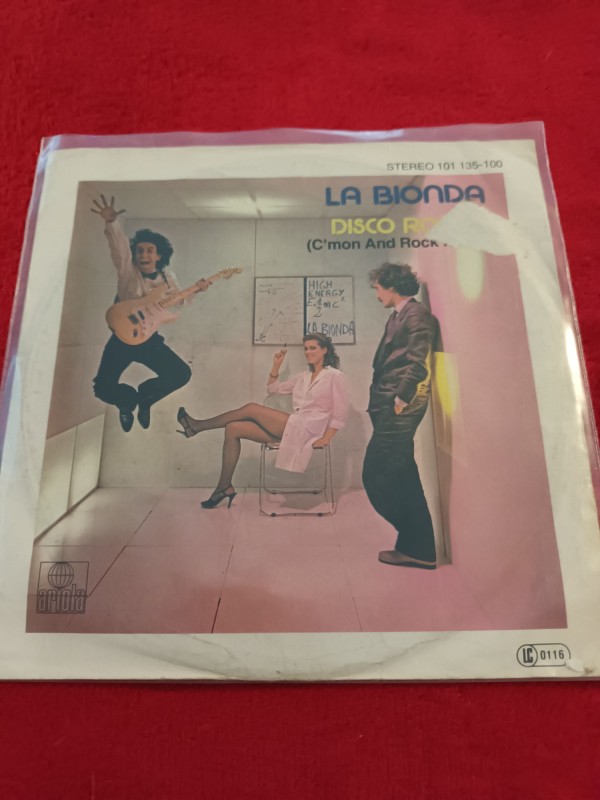 STEREO 101 135-100
LA BIONDA
DISCO
(C'mon And Rock
HIGH
ENERGY
LA BIONDA
ariola
LC 0116